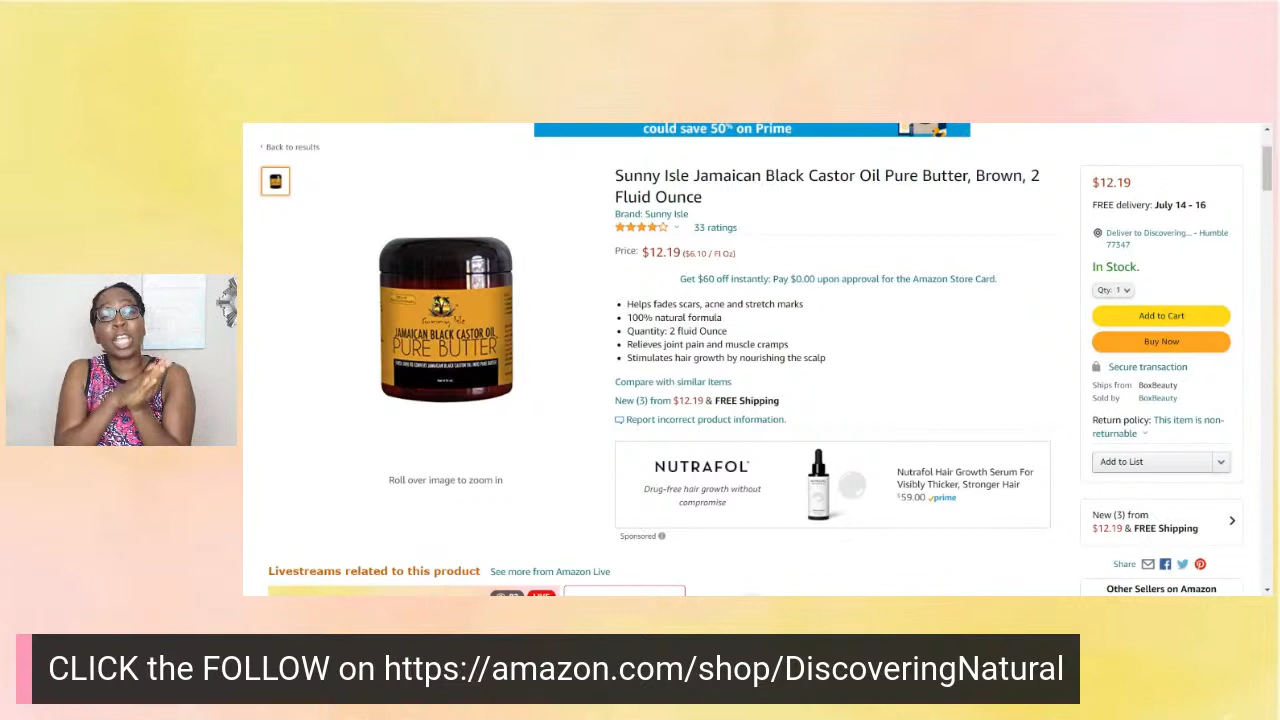 could save 50% on Prime
‹ Back to results
Sunny Isle Jamaican Black Castor Oil Pure Butter, Brown, 2
Fluid Ounce
Brand: Sunny Isle
33 ratings
Price: $12.19 ($6.10 / Fl Oz)
Get $60 off instantly: Pay $0.00 upon approval for the Amazon Store Card.
• Helps fades scars, acne and stretch marks
• 100% natural formula
• Quantity: 2 fluid Ounce
• Relieves joint pain and muscle cramps
• Stimulates hair growth by nourishing the scalp
Compare with similar items
New (3) from $12.19 & FREE Shipping
Report incorrect product information.
Sunny Isle
JAMAICAN BLACK CASTOR OIL
PURE BUTTER
Roll over image to zoom in
NUTRAFOL
Drug-free hair growth without
compromise
NUTRAFOL
Nutrafol Hair Growth Serum For
Visibly Thicker, Stronger Hair
$59.00 prime
Sponsored
Livestreams related to this product See more from Amazon Live
LIVE
$12.19
FREE delivery: July 14 - 16
Deliver to Discovering... - Humble
77347
In Stock.
Qty: 1
Add to Cart
Buy Now
Secure transaction
Ships from BoxBeauty
Sold by BoxBeauty
Return policy: This item is non-
returnable
Add to List
New (3) from
$12.19 & FREE Shipping
Share
Other Sellers on Amazon
CLICK the FOLLOW on https://amazon.com/shop/DiscoveringNatural